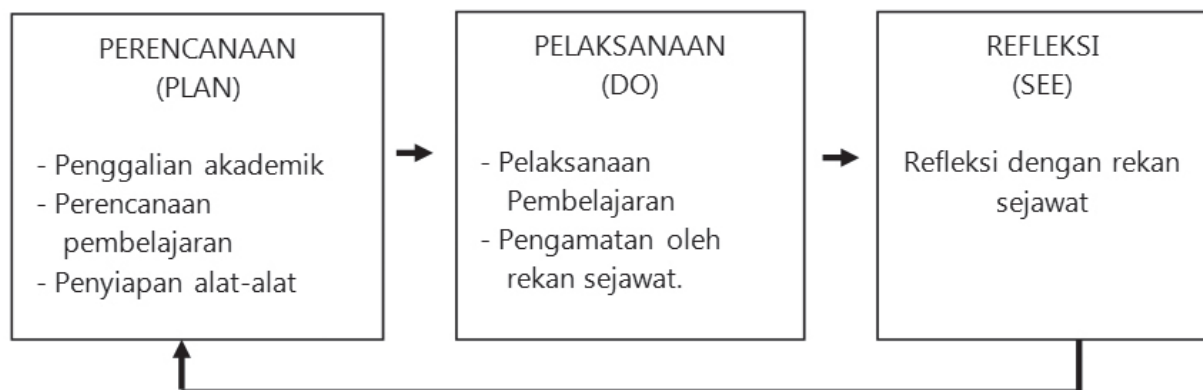 PERENCANAAN
(PLAN)
- Penggalian akademik
- Perencanaan
pembelajaran
- Penyiapan alat-alat
PELAKSANAAN
(DO)
- Pelaksanaan
Pembelajaran
- Pengamatan oleh
rekan sejawat.
REFLEKSI
(SEE)
Refleksi dengan rekan
sejawat